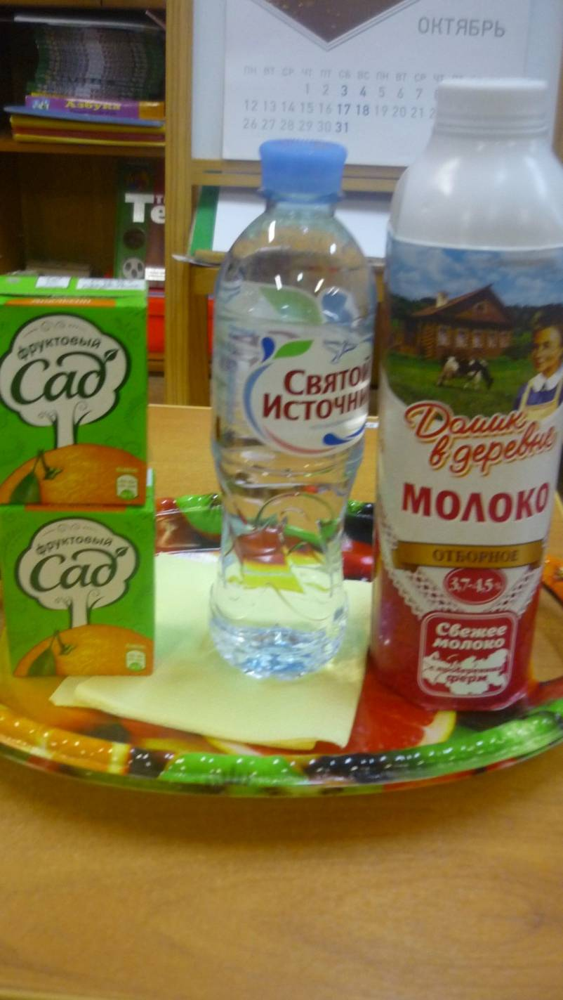 ОКТЯБРЬ
ПН ВТ СР ЧТ ПТ СБ ВС ПН ВТ СР ЧТ
1 2 3 4 5 6 7
12 13 14 15 16 17 18 19 20 21
26 27 28 29 30 31
Азбука
Те
фруктовый
Сад
фруктовый
Сад
СВЯТОЙ
ИСТОЧНИ
Домик
в деревне
МОЛОКО
ОТБОРНОЕ
3,7-4,5%
Свежее
молоко
ферм